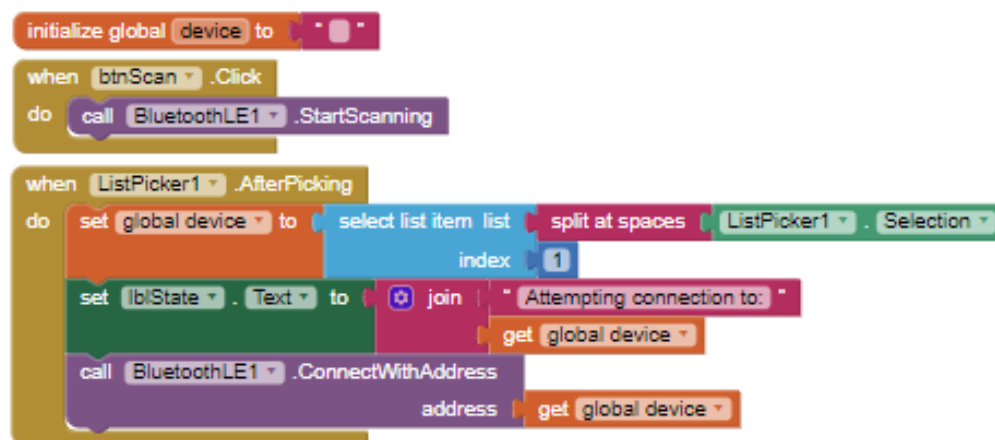 initialize global device to " "
when btnScan .Click
do call BluetoothLE1 .StartScanning
when ListPicker1 .AfterPicking
do set global device to select list item list split at spaces ListPicker1 . Selection
index 1
set lblState . Text to join " Attempting connection to: "
get global device
call BluetoothLE1 .ConnectWithAddress
address get global device